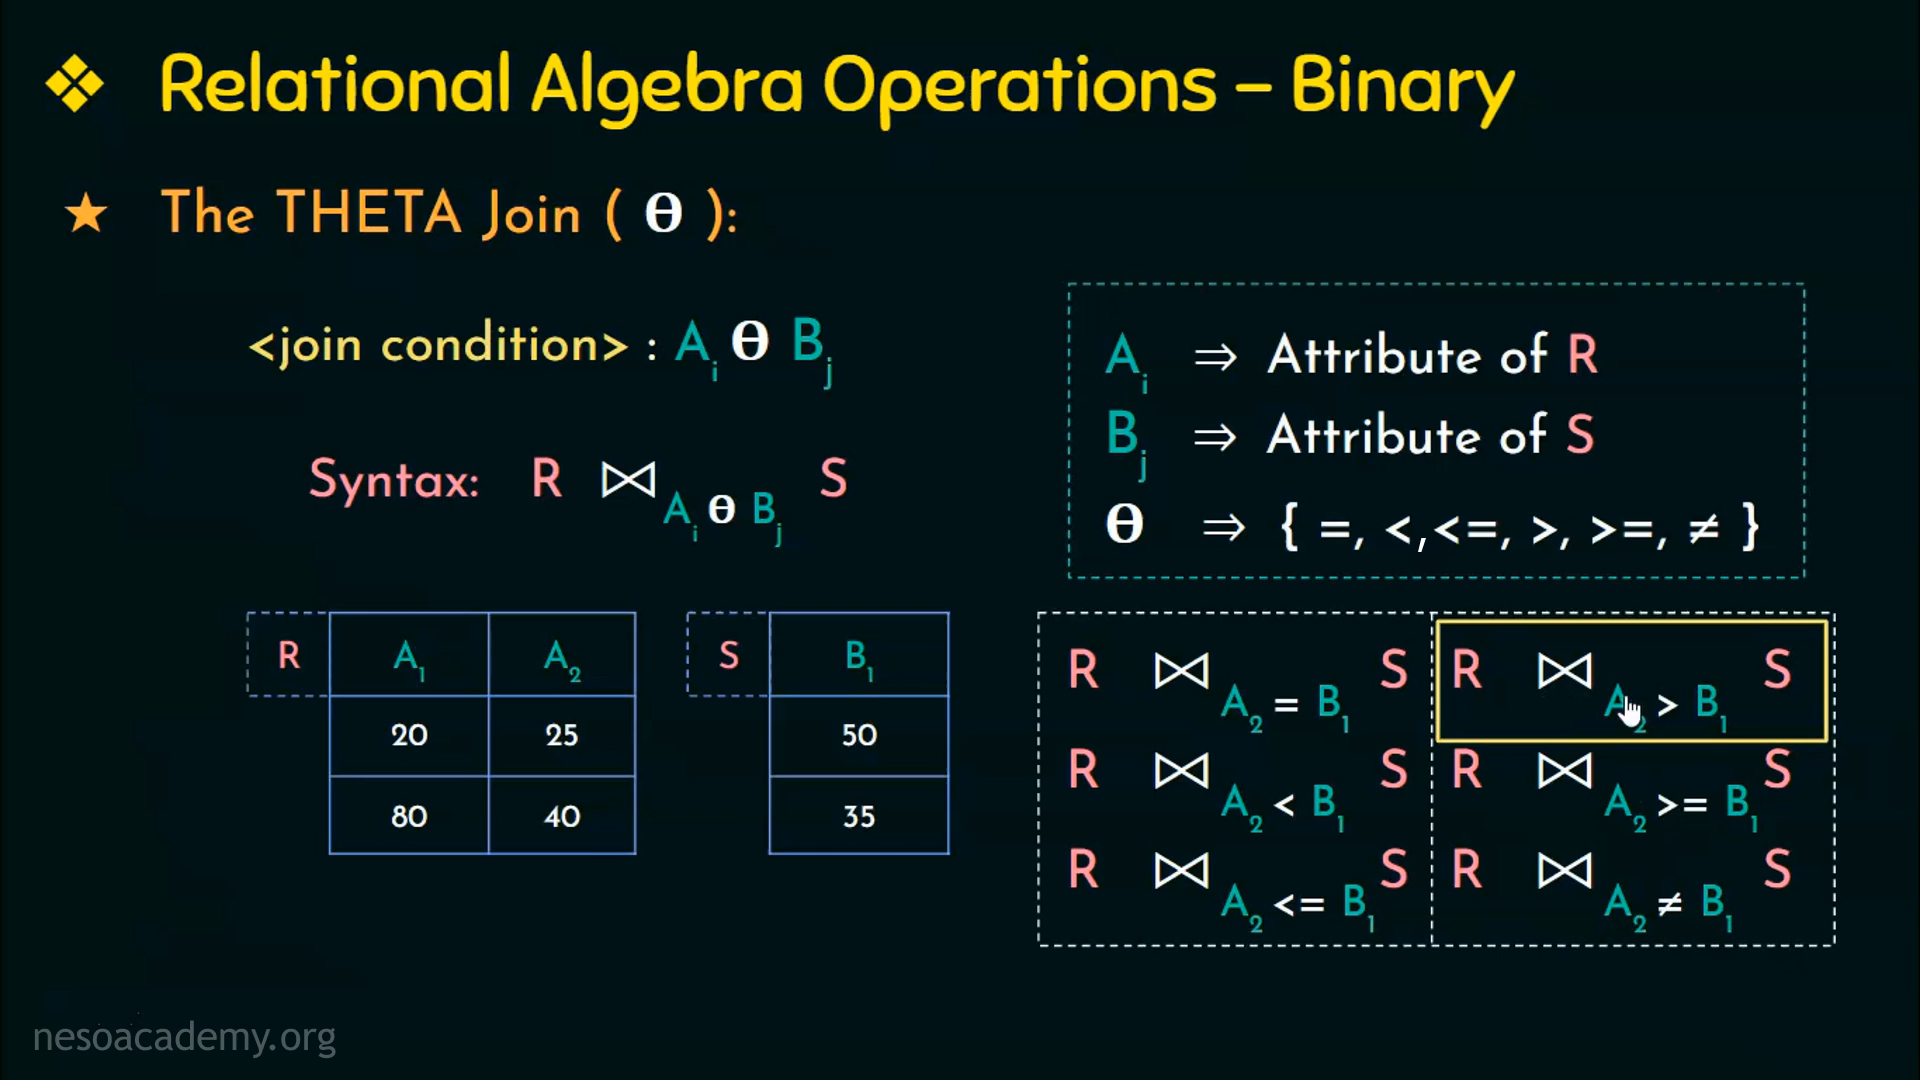 ❖ Relational Algebra Operations – Binary
★ The THETA Join ( θ ):
<join condition> : Aᵢ θ Bⱼ
Syntax: R ⋈ Aᵢ θ Bⱼ S
Aᵢ ⇒ Attribute of R
Bⱼ ⇒ Attribute of S
θ ⇒ { =, <,<=, >, >=, ≠ }
R A₁ A₂
20 25
80 40
S B₁
50
35
R ⋈ A₂ = B₁ S
R ⋈ A₂ < B₁ S
R ⋈ A₂ <= B₁ S
R ⋈ A₂ > B₁ S
R ⋈ A₂ >= B₁ S
R ⋈ A₂ ≠ B₁ S
nesoacademy.org